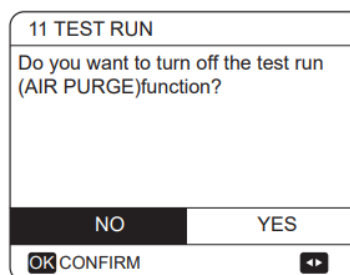 11 TEST RUN
Do you want to turn off the test run
(AIR PURGE)function?
NO YES
OK CONFIRM